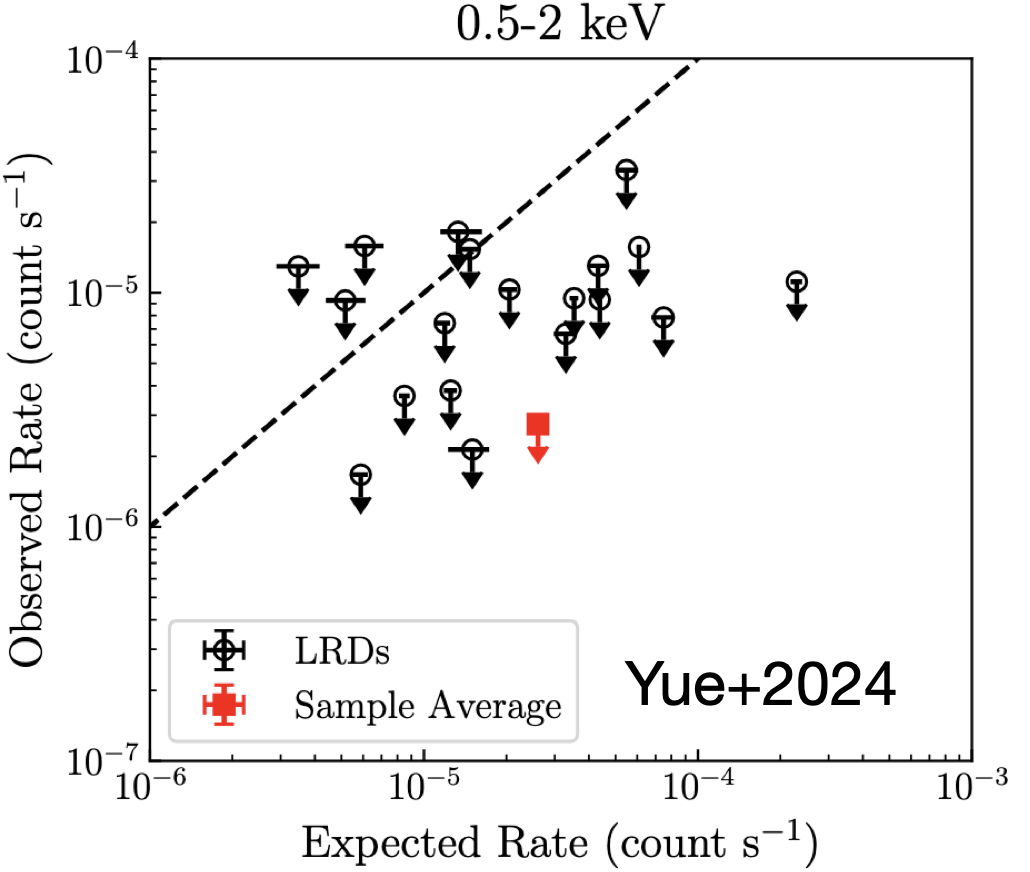 0.5-2 keV
10⁻⁴
10⁻⁵
10⁻⁶
10⁻⁷
Observed Rate (count s⁻¹)
LRDs
Sample Average
Yue+2024
10⁻⁶ 10⁻⁵ 10⁻⁴ 10⁻³
Expected Rate (count s⁻¹)